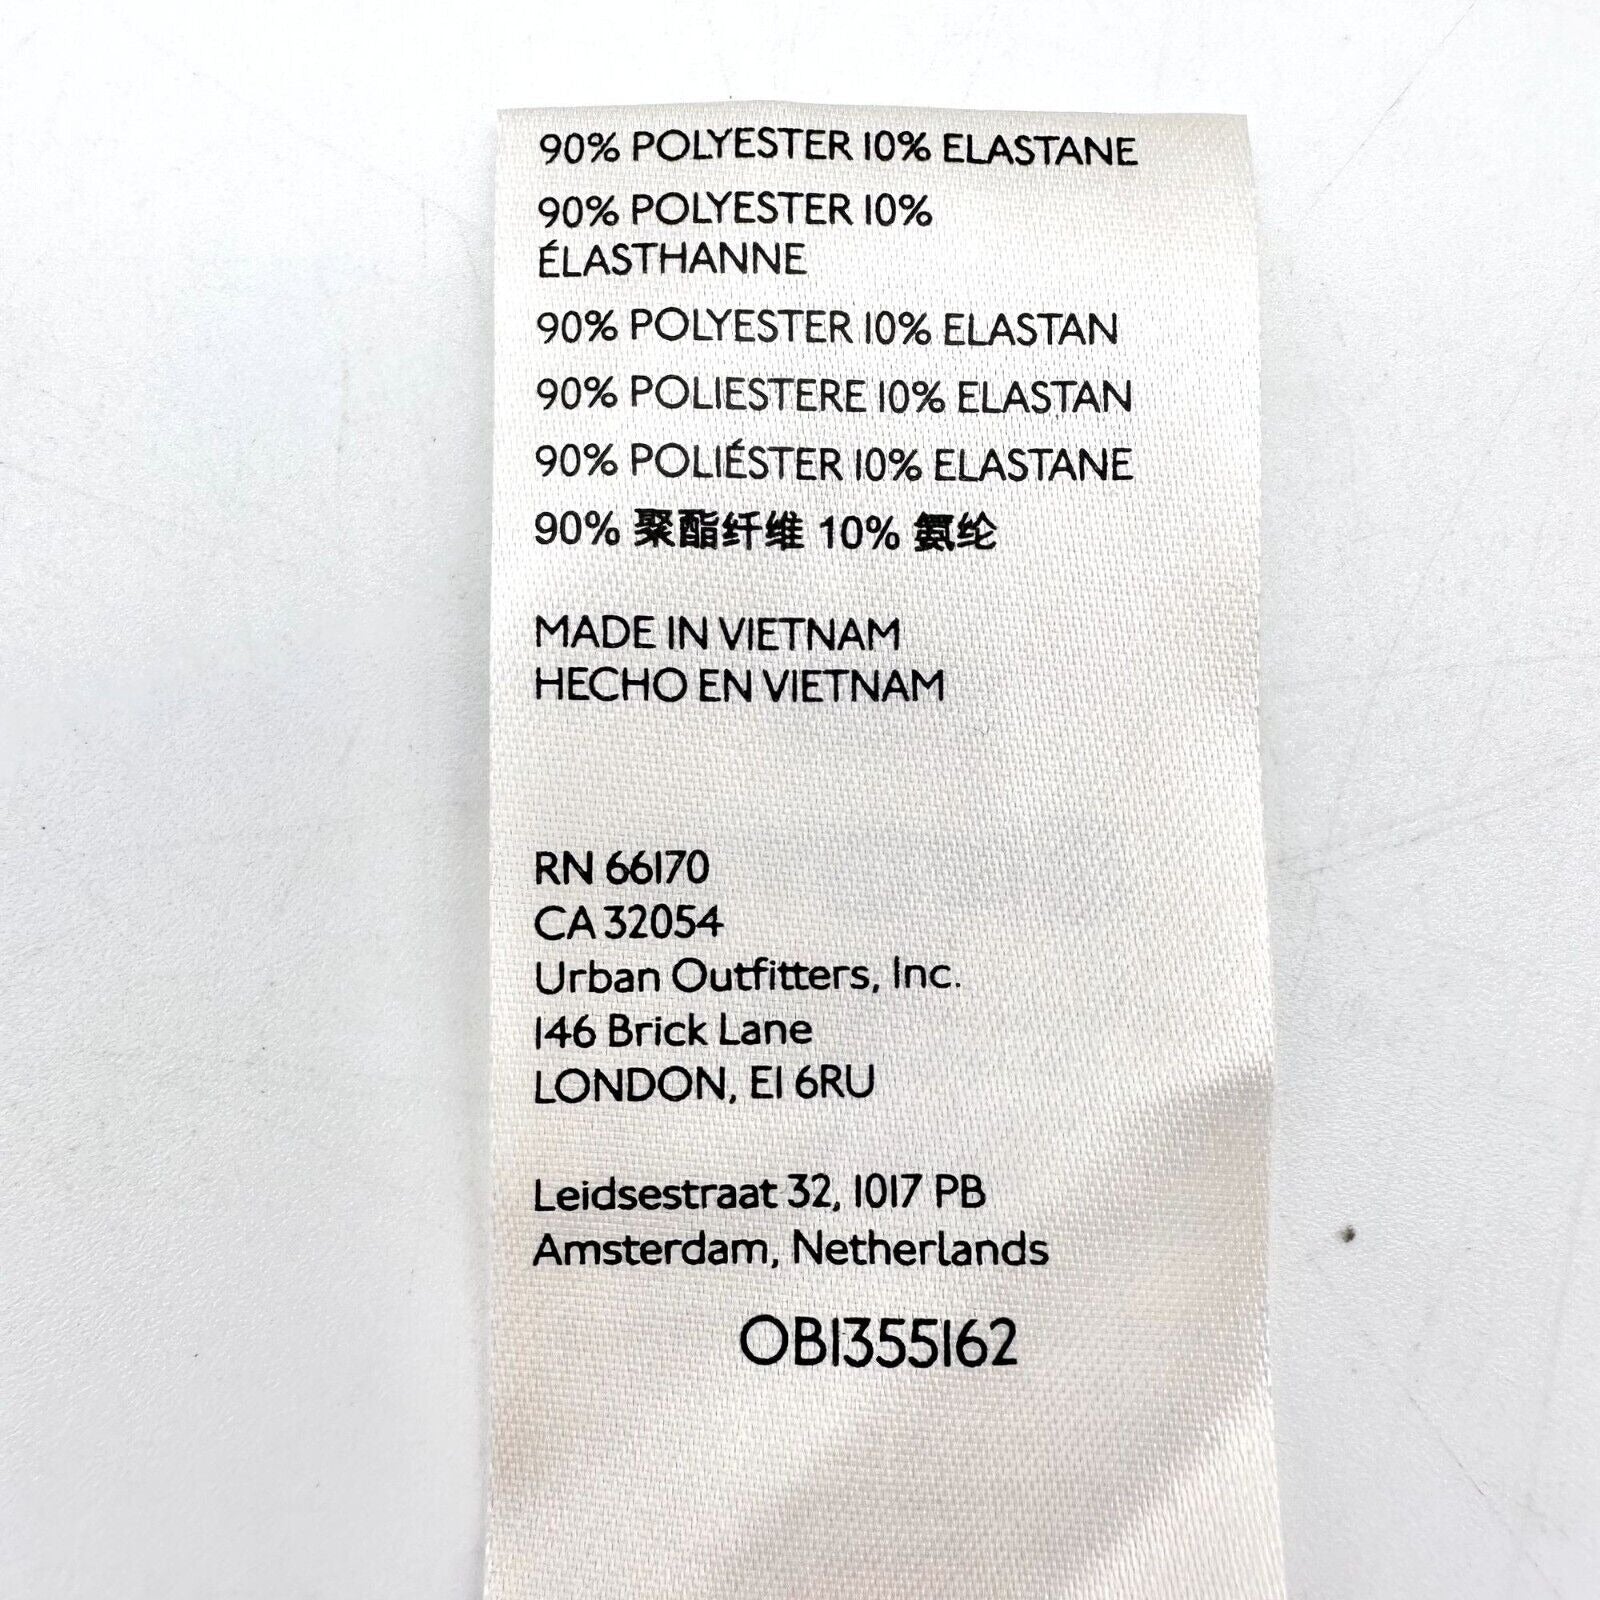 90% POLYESTER 10% ELASTANE
90% POLYESTER 10%
ÉLASTHANNE
90% POLYESTER 10% ELASTAN
90% POLIESTERE 10% ELASTAN
90% POLIÉSTER 10% ELASTANE
90% 聚酯纤维 10% 氨纶
MADE IN VIETNAM
HECHO EN VIETNAM
RN 66170
CA 32054
Urban Outfitters, Inc.
146 Brick Lane
LONDON, E1 6RU
Leidsestraat 32, 1017 PB
Amsterdam, Netherlands
OB1355162